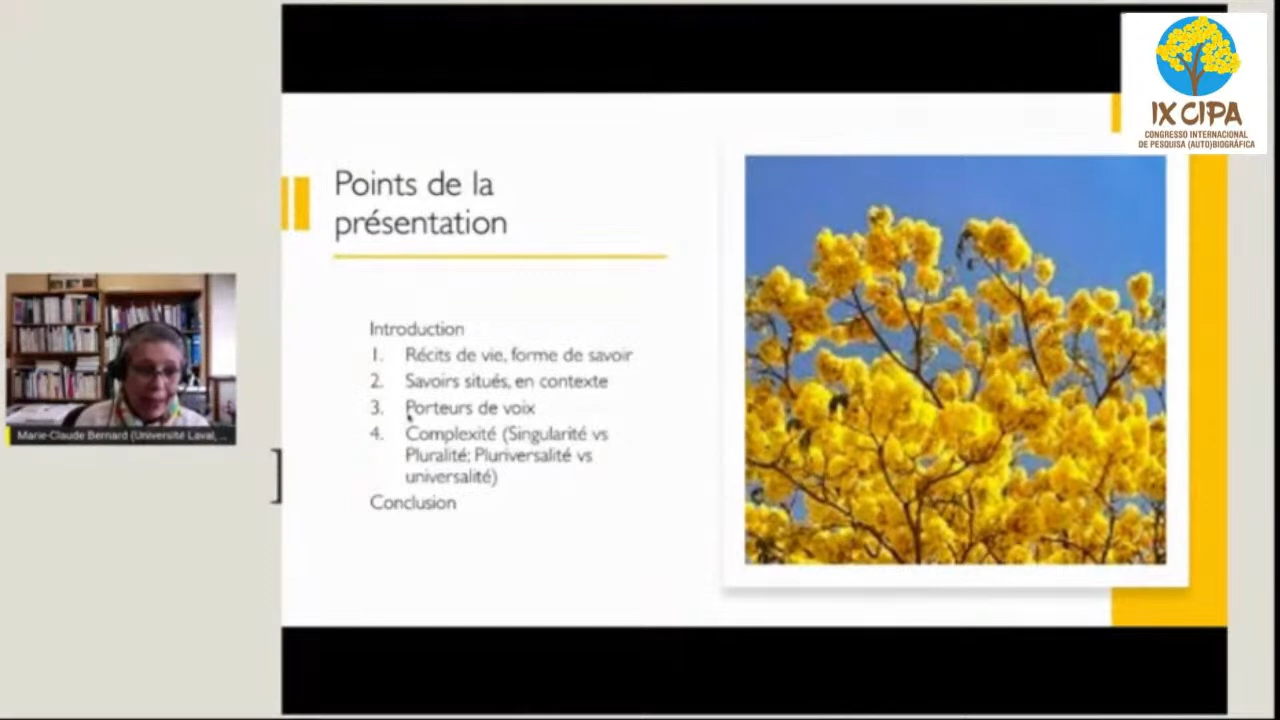 IX CIPA
CONGRESSO INTERNACIONAL
DE PESQUISA (AUTO)BIOGRÁFICA
Points de la
présentation
Introduction
1. Récits de vie, forme de savoir
2. Savoirs situés, en contexte
3. Porteurs de voix
4. Complexité (Singularité vs
Pluralité; Pluriversalité vs
universalité)
Conclusion
Marie-Claude Bernard (Université Laval, ...
]